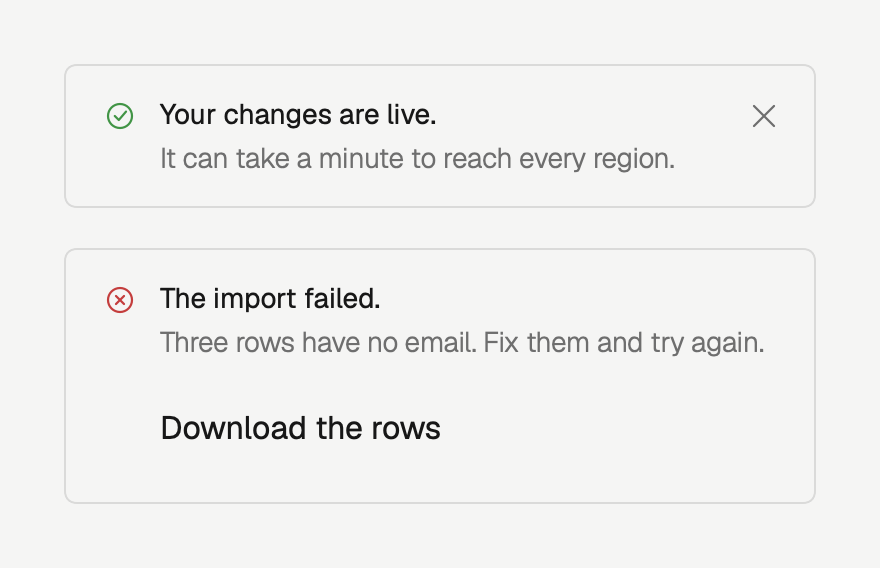 Your changes are live.
It can take a minute to reach every region.
The import failed.
Three rows have no email. Fix them and try again.
Download the rows